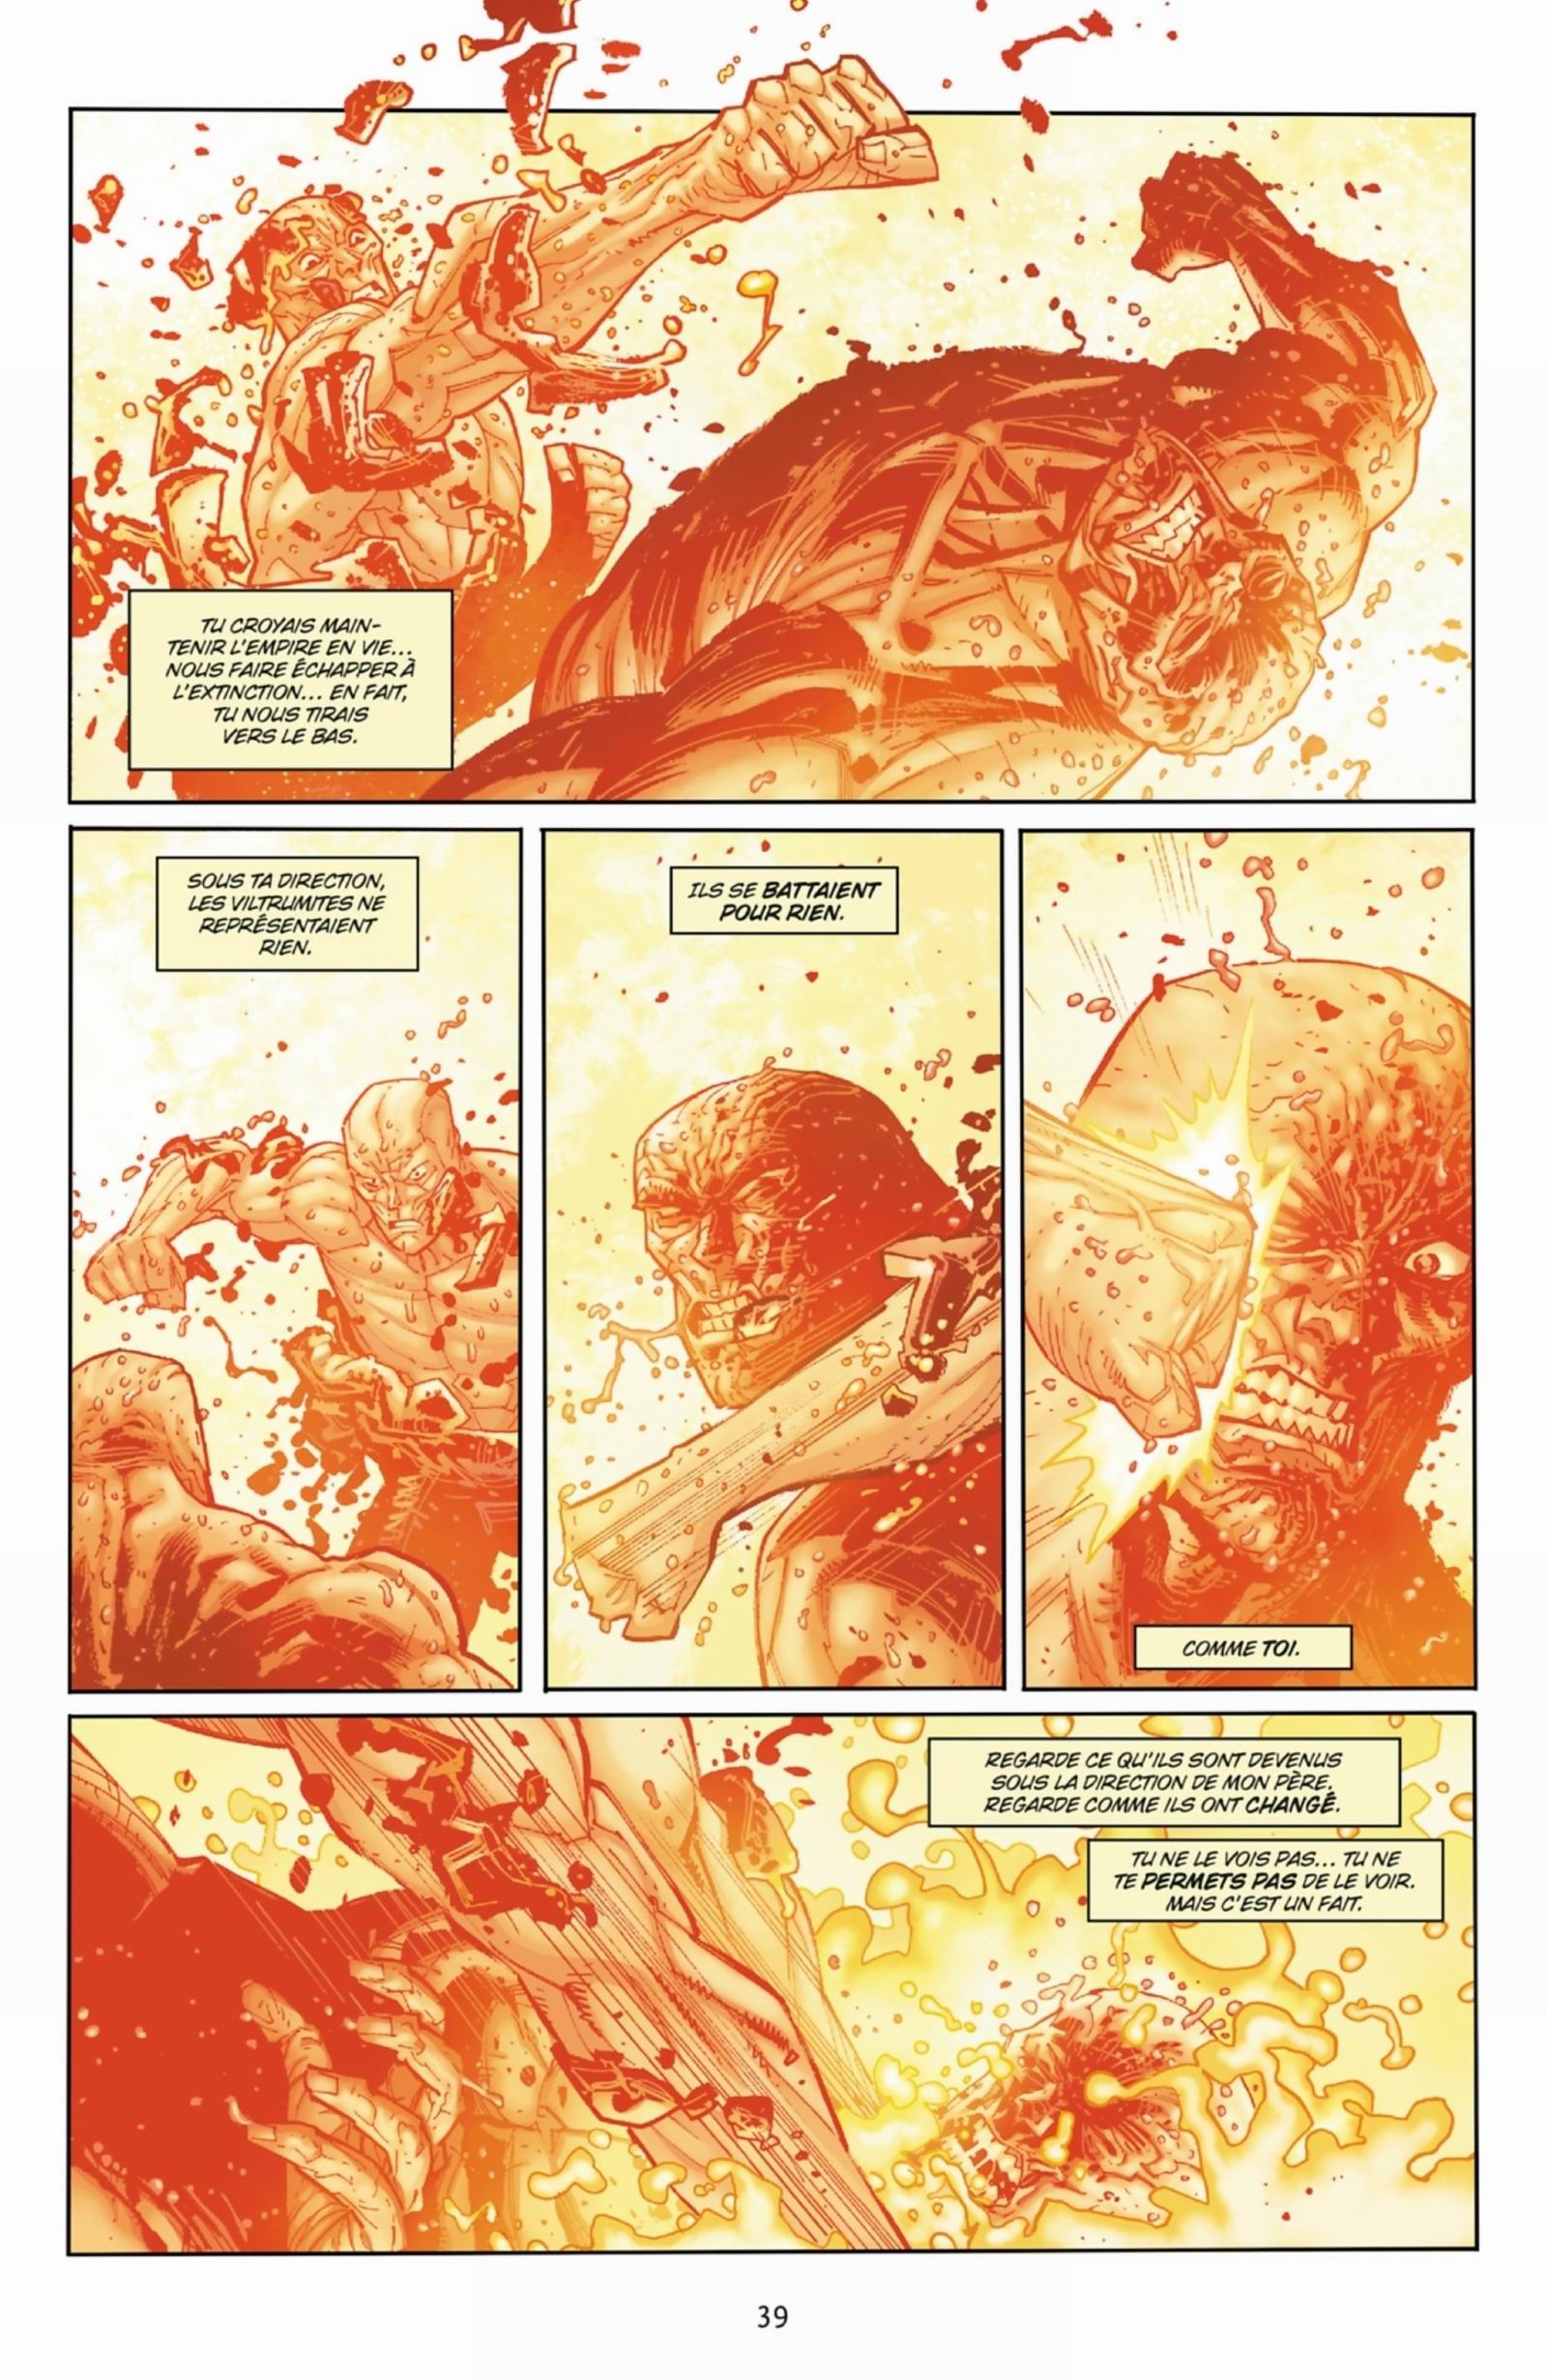 TU CROYAIS MAIN-
TENIR L'EMPIRE EN VIE...
NOUS FAIRE ÉCHAPPER À
L'EXTINCTION... EN FAIT,
TU NOUS TIRAIS
VERS LE BAS.
SOUS TA DIRECTION,
LES VILTRUMITES NE
REPRÉSENTAIENT
RIEN.
ILS SE BATTAIENT
POUR RIEN.
COMME TOI.
REGARDE CE QU'ILS SONT DEVENUS
SOUS LA DIRECTION DE MON PÈRE.
REGARDE COMME ILS ONT CHANGÉ.
TU NE LE VOIS PAS... TU NE
TE PERMETS PAS DE LE VOIR.
MAIS C'EST UN FAIT.
39